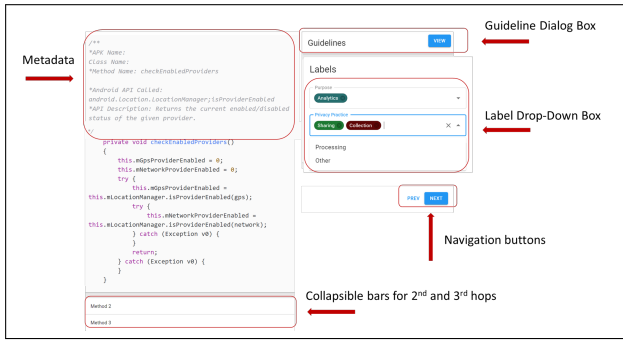 Guideline Dialog Box
/**
*APK Name:
Class Name:
*Method Name: checkEnabledProviders
*Android API Called:
android.location.LocationManager;isProviderEnabled
*API Description: Returns the current enabled/disabled
status of the given provider.
*/
Metadata
Guidelines
VIEW
Labels
Purpose
Analytics
Privacy Practice
Sharing
Collection
Processing
Other
Label Drop-Down Box
private void checkEnabledProviders()
{
this.mGpsProviderEnabled = 0;
this.mNetworkProviderEnabled = 0;
try {
this.mGpsProviderEnabled =
this.mLocationManager.isProviderEnabled(gps);
try {
this.mNetworkProviderEnabled =
this.mLocationManager.isProviderEnabled(network);
} catch (Exception v0) {
}
return;
} catch (Exception v0) {
}
}
PREV
NEXT
Navigation buttons
Method 2
Method 3
Collapsible bars for 2nd and 3rd hops